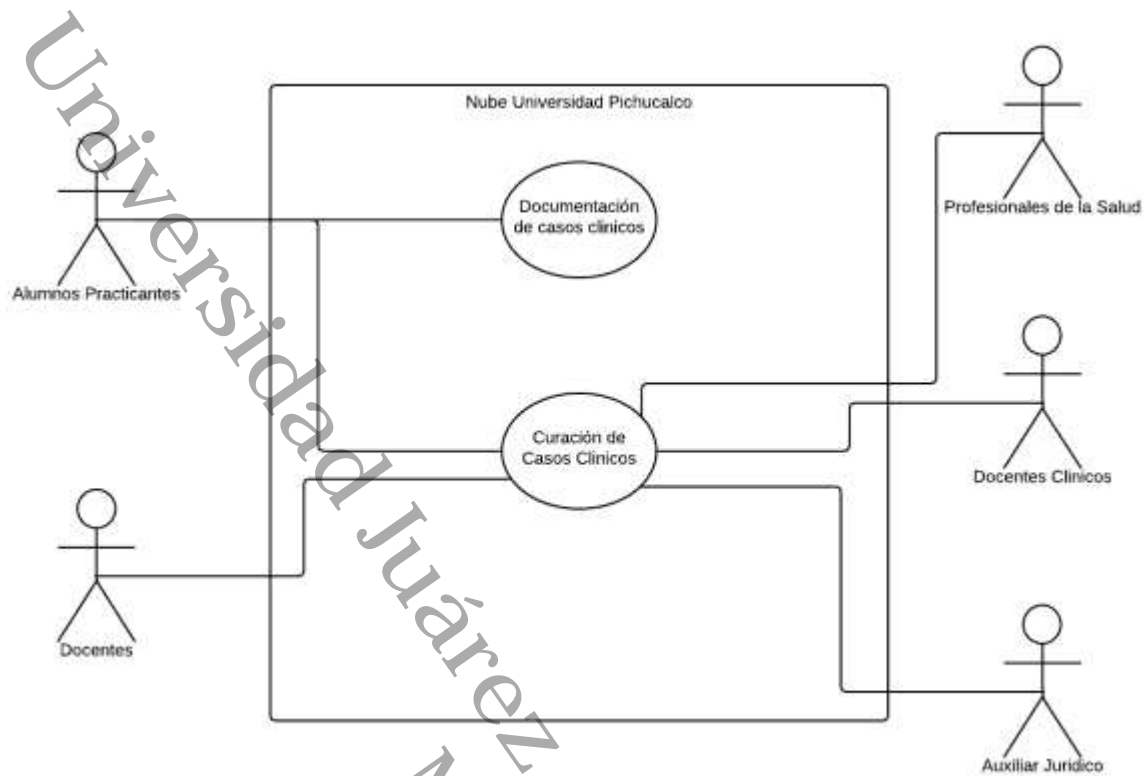 Nube Universidad Pichucalco
Documentación
de casos clinicos
Profesionales de la Salud
Alumnos Practicantes
Curación de
Casos Clinicos
Docentes Clinicos
Docentes
Auxiliar Juridico
Universidad Juárez